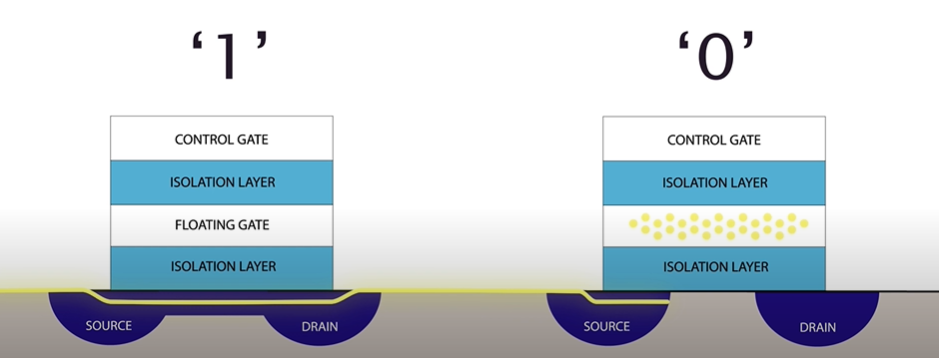 ‘1’
CONTROL GATE
ISOLATION LAYER
FLOATING GATE
ISOLATION LAYER
SOURCE
DRAIN
‘0’
CONTROL GATE
ISOLATION LAYER
ISOLATION LAYER
SOURCE
DRAIN